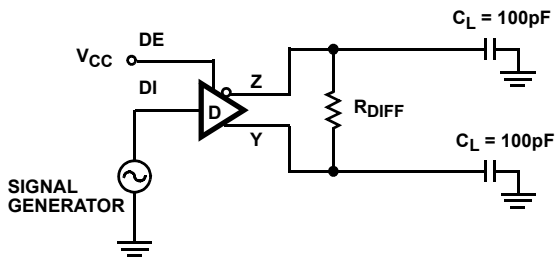 C_L = 100pF
V_CC
DE
DI
Z
D
R_DIFF
Y
C_L = 100pF
SIGNAL
GENERATOR